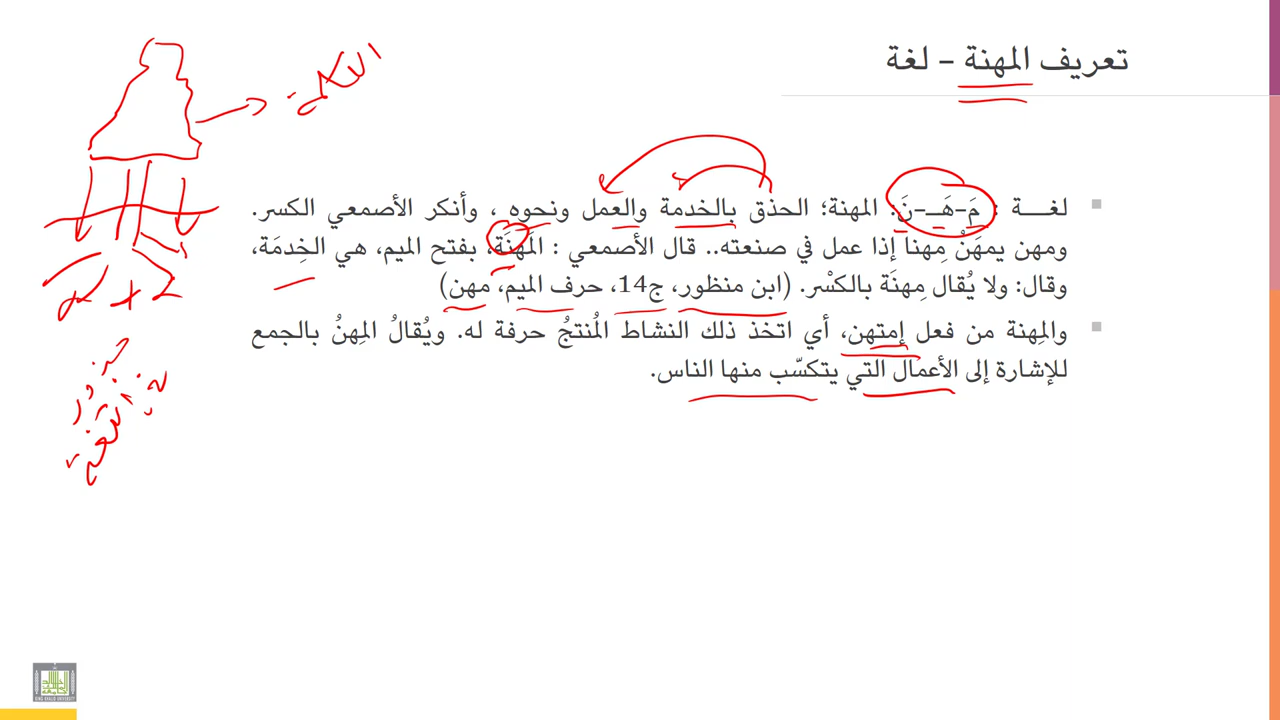 تعريف المهنة – لغة
لغـــــة : مَ–هَــ–نَ: المهنة؛ الحذق بالخدمة والعمل ونحوه ، وأنكر الأصمعي الكسر.
ومهن يمهَنْ مِهناً إذا عمل في صنعته.. قال الأصمعي : المَهنَة، بفتح الميم، هي الخِدمَة،
وقال: ولا يُقال مِهنَة بالكسْر. (ابن منظور، ج14، حرف الميم، مهن)
والمِهنة من فعل إمتهن، أي اتخذ ذلك النشاط المُنتجُ حرفة له. ويُقالُ المِهنُ بالجمع
للإشارة إلى الأعمال التي يتكسّب منها الناس.